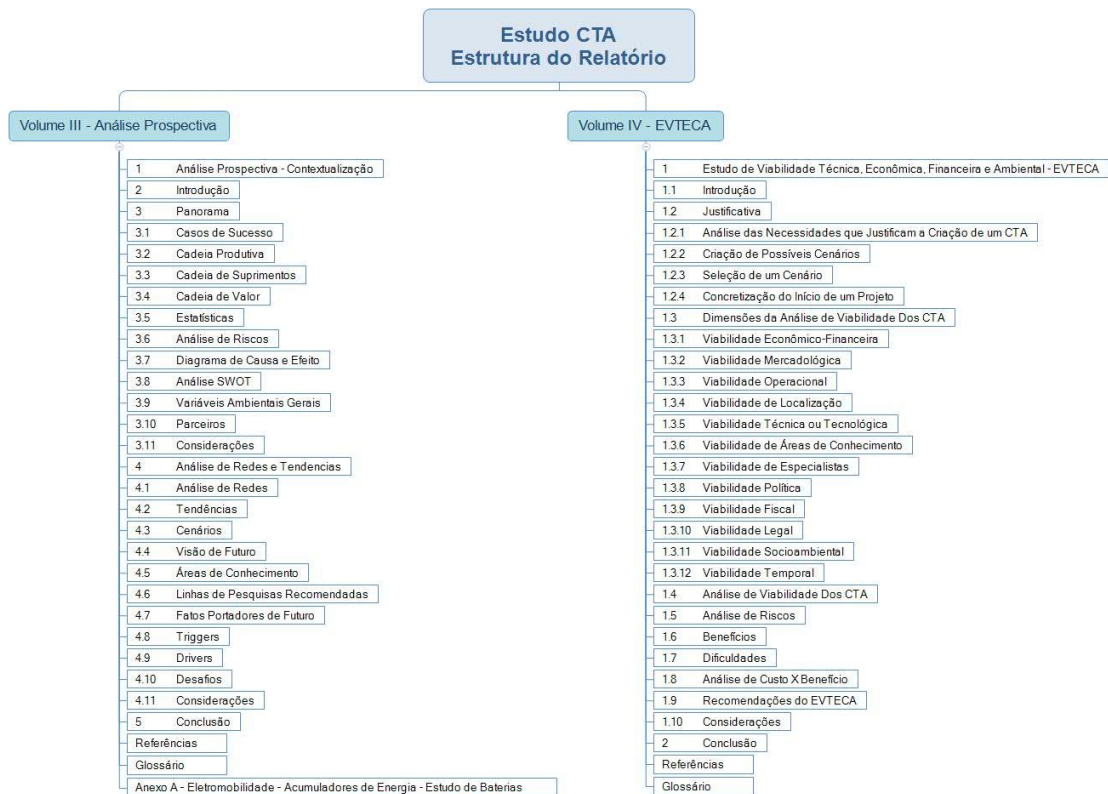 Estudo CTA
Estrutura do Relatório
Volume III - Análise Prospectiva
1 Análise Prospectiva - Contextualização
2 Introdução
3 Panorama
3.1 Casos de Sucesso
3.2 Cadeia Produtiva
3.3 Cadeia de Suprimentos
3.4 Cadeia de Valor
3.5 Estatísticas
3.6 Análise de Riscos
3.7 Diagrama de Causa e Efeito
3.8 Análise SWOT
3.9 Variáveis Ambientais Gerais
3.10 Parceiros
3.11 Considerações
4 Análise de Redes e Tendencias
4.1 Análise de Redes
4.2 Tendências
4.3 Cenários
4.4 Visão de Futuro
4.5 Áreas de Conhecimento
4.6 Linhas de Pesquisas Recomendadas
4.7 Fatos Portadores de Futuro
4.8 Triggers
4.9 Drivers
4.10 Desafios
4.11 Considerações
5 Conclusão
Referências
Glossário
Anexo A - Eletromobilidade - Acumuladores de Energia - Estudo de Baterias
Volume IV - EVTECA
1 Estudo de Viabilidade Técnica, Econômica, Financeira e Ambiental - EVTECA
1.1 Introdução
1.2 Justificativa
1.2.1 Análise das Necessidades que Justificam a Criação de um CTA
1.2.2 Criação de Possíveis Cenários
1.2.3 Seleção de um Cenário
1.2.4 Concretização do Início de um Projeto
1.3 Dimensões da Análise de Viabilidade Dos CTA
1.3.1 Viabilidade Econômico-Financeira
1.3.2 Viabilidade Mercadológica
1.3.3 Viabilidade Operacional
1.3.4 Viabilidade de Localização
1.3.5 Viabilidade Técnica ou Tecnológica
1.3.6 Viabilidade de Áreas de Conhecimento
1.3.7 Viabilidade de Especialistas
1.3.8 Viabilidade Política
1.3.9 Viabilidade Fiscal
1.3.10 Viabilidade Legal
1.3.11 Viabilidade Socioambiental
1.3.12 Viabilidade Temporal
1.4 Análise de Viabilidade Dos CTA
1.5 Análise de Riscos
1.6 Benefícios
1.7 Dificuldades
1.8 Análise de Custo X Benefício
1.9 Recomendações do EVTECA
1.10 Considerações
2 Conclusão
Referências
Glossário